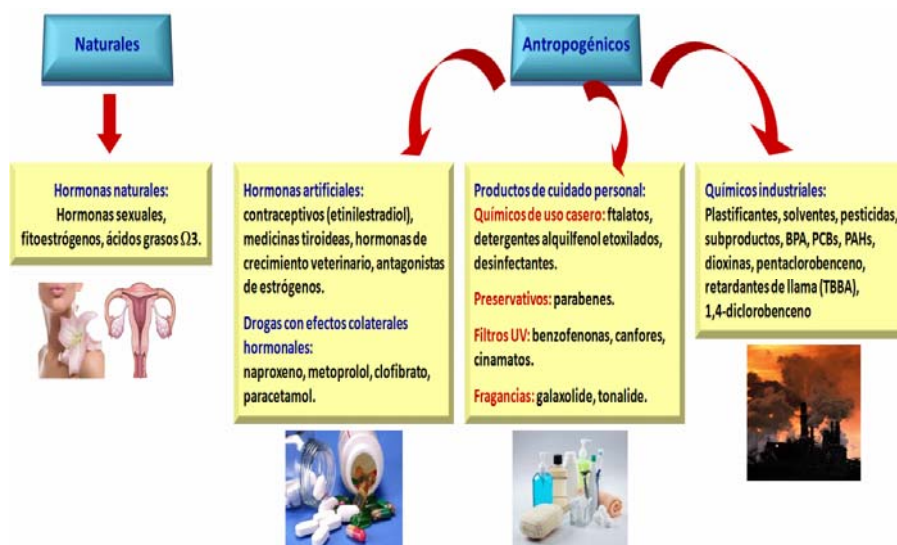 Naturales
Antropogénicos
Hormonas naturales:
Hormonas sexuales,
fitoestrógenos, ácidos grasos Ω3.
Hormonas artificiales:
contraceptivos (etinilestradiol),
medicinas tiroideas, hormonas de
crecimiento veterinario, antagonistas
de estrógenos.
Drogas con efectos colaterales
hormonales:
naproxeno, metoprolol, clofibrato,
paracetamol.
Productos de cuidado personal:
Químicos de uso casero: ftalatos,
detergentes alquilfenol etoxilados,
desinfectantes.
Preservativos: parabenes.
Filtros UV: benzofenonas, canfores,
cinamatos.
Fragancias: galaxolide, tonalide.
Químicos industriales:
Plastificantes, solventes, pesticidas,
subproductos, BPA, PCBs, PAHs,
dioxinas, pentaclorobenceno,
retardantes de llama (TBBA),
1,4-diclorobenceno